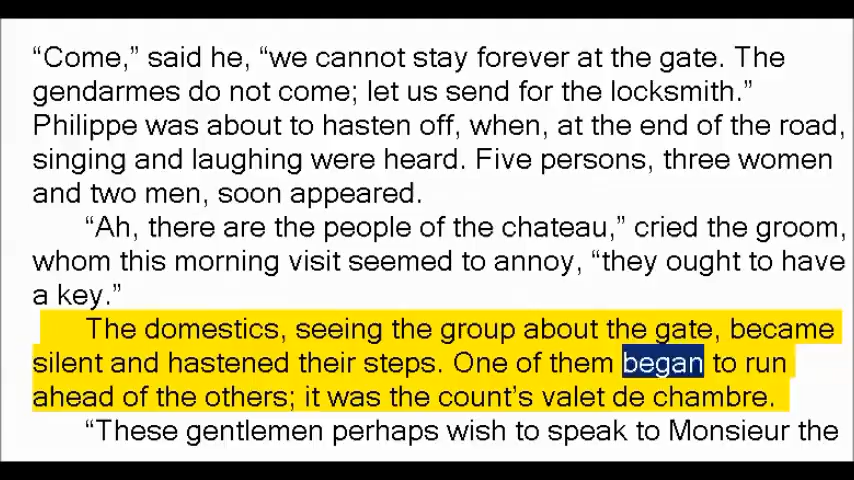 “Come,” said he, “we cannot stay forever at the gate. The
gendarmes do not come; let us send for the locksmith.”
Philippe was about to hasten off, when, at the end of the road,
singing and laughing were heard. Five persons, three women
and two men, soon appeared.
“Ah, there are the people of the chateau,” cried the groom,
whom this morning visit seemed to annoy, “they ought to have
a key.”
The domestics, seeing the group about the gate, became
silent and hastened their steps. One of them began to run
ahead of the others; it was the count’s valet de chambre.
“These gentlemen perhaps wish to speak to Monsieur the